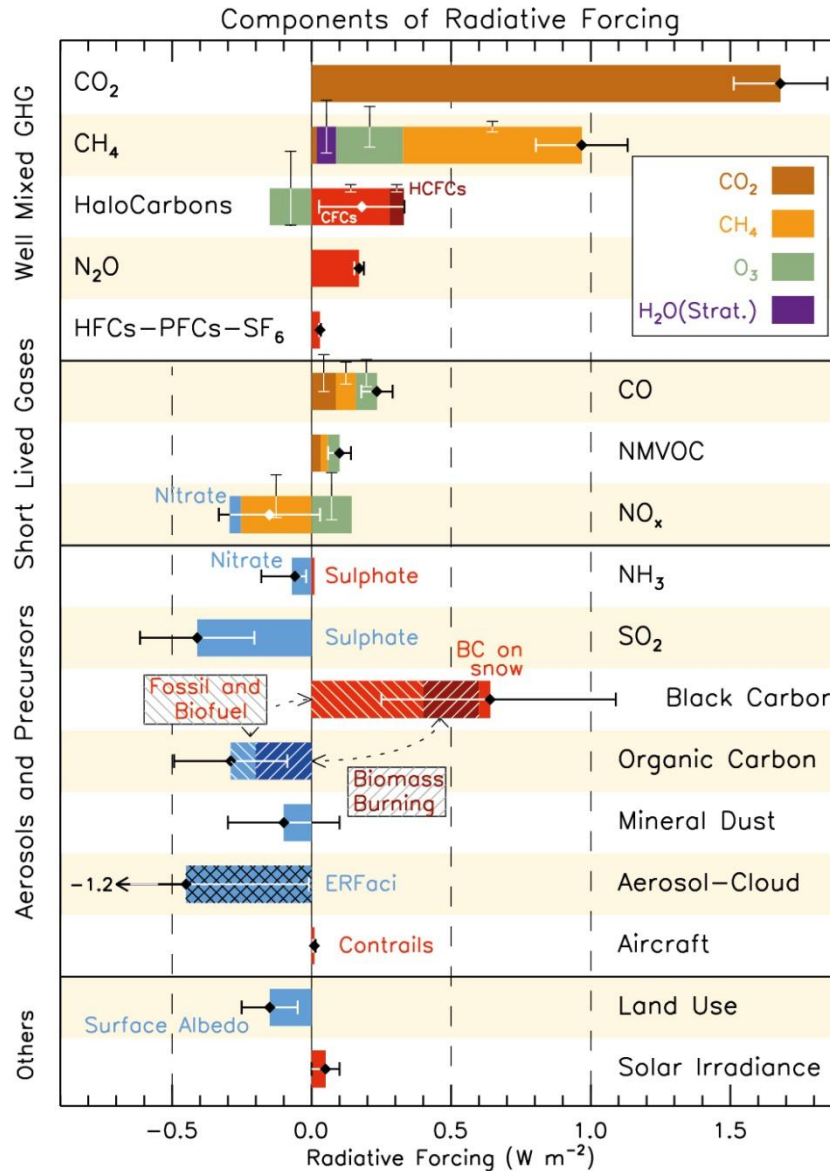 Components of Radiative Forcing
Well Mixed GHG
CO₂
CH₄
HaloCarbons
HCFCs
CFCs
N₂O
HFCs-PFCs-SF₆
CO₂
CH₄
O₃
H₂O(Strat.)
Short Lived Gases
CO
NMVOC
Nitrate
NOₓ
Aerosols and Precursors
Nitrate
Sulphate
NH₃
Sulphate
SO₂
BC on
snow
Fossil and
Biofuel
Black Carbon
Organic Carbon
Biomass
Burning
Mineral Dust
-1.2
ERFaci
Aerosol-Cloud
Contrails
Aircraft
Others
Land Use
Surface Albedo
Solar Irradiance
-0.5 0.0 0.5 1.0 1.5
Radiative Forcing (W m⁻²)